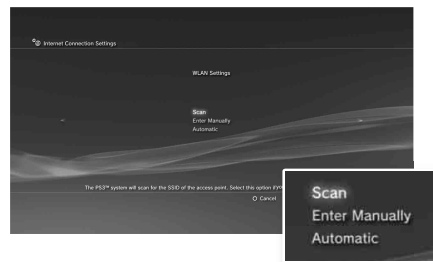 Internet Connection Settings
WLAN Settings
Scan
Enter Manually
Automatic
The PS3™ system will scan for the SSID of the access point. Select this option if
Cancel
Scan
Enter Manually
Automatic